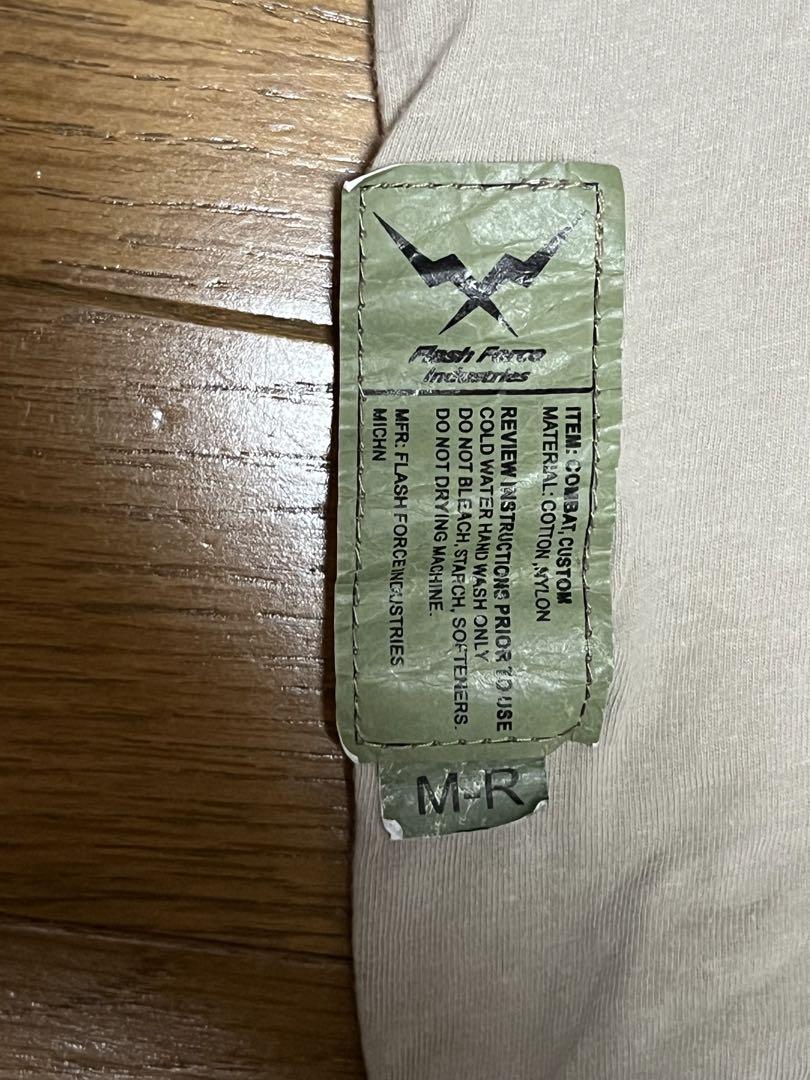 Flash Force
Industries
ITEM: COMBAT, CUSTOM
MATERIAL: COTTON ,NYLON
REVIEW INSTRUCTIONS PRIOR TO USE
COLD WATER HAND WASH ONLY
DO NOT BLEACH, STARCH, SOFTENERS.
DO NOT DRYING MACHINE.
MFR: FLASH FORCEINDUSTRIES
MICHN
M-R